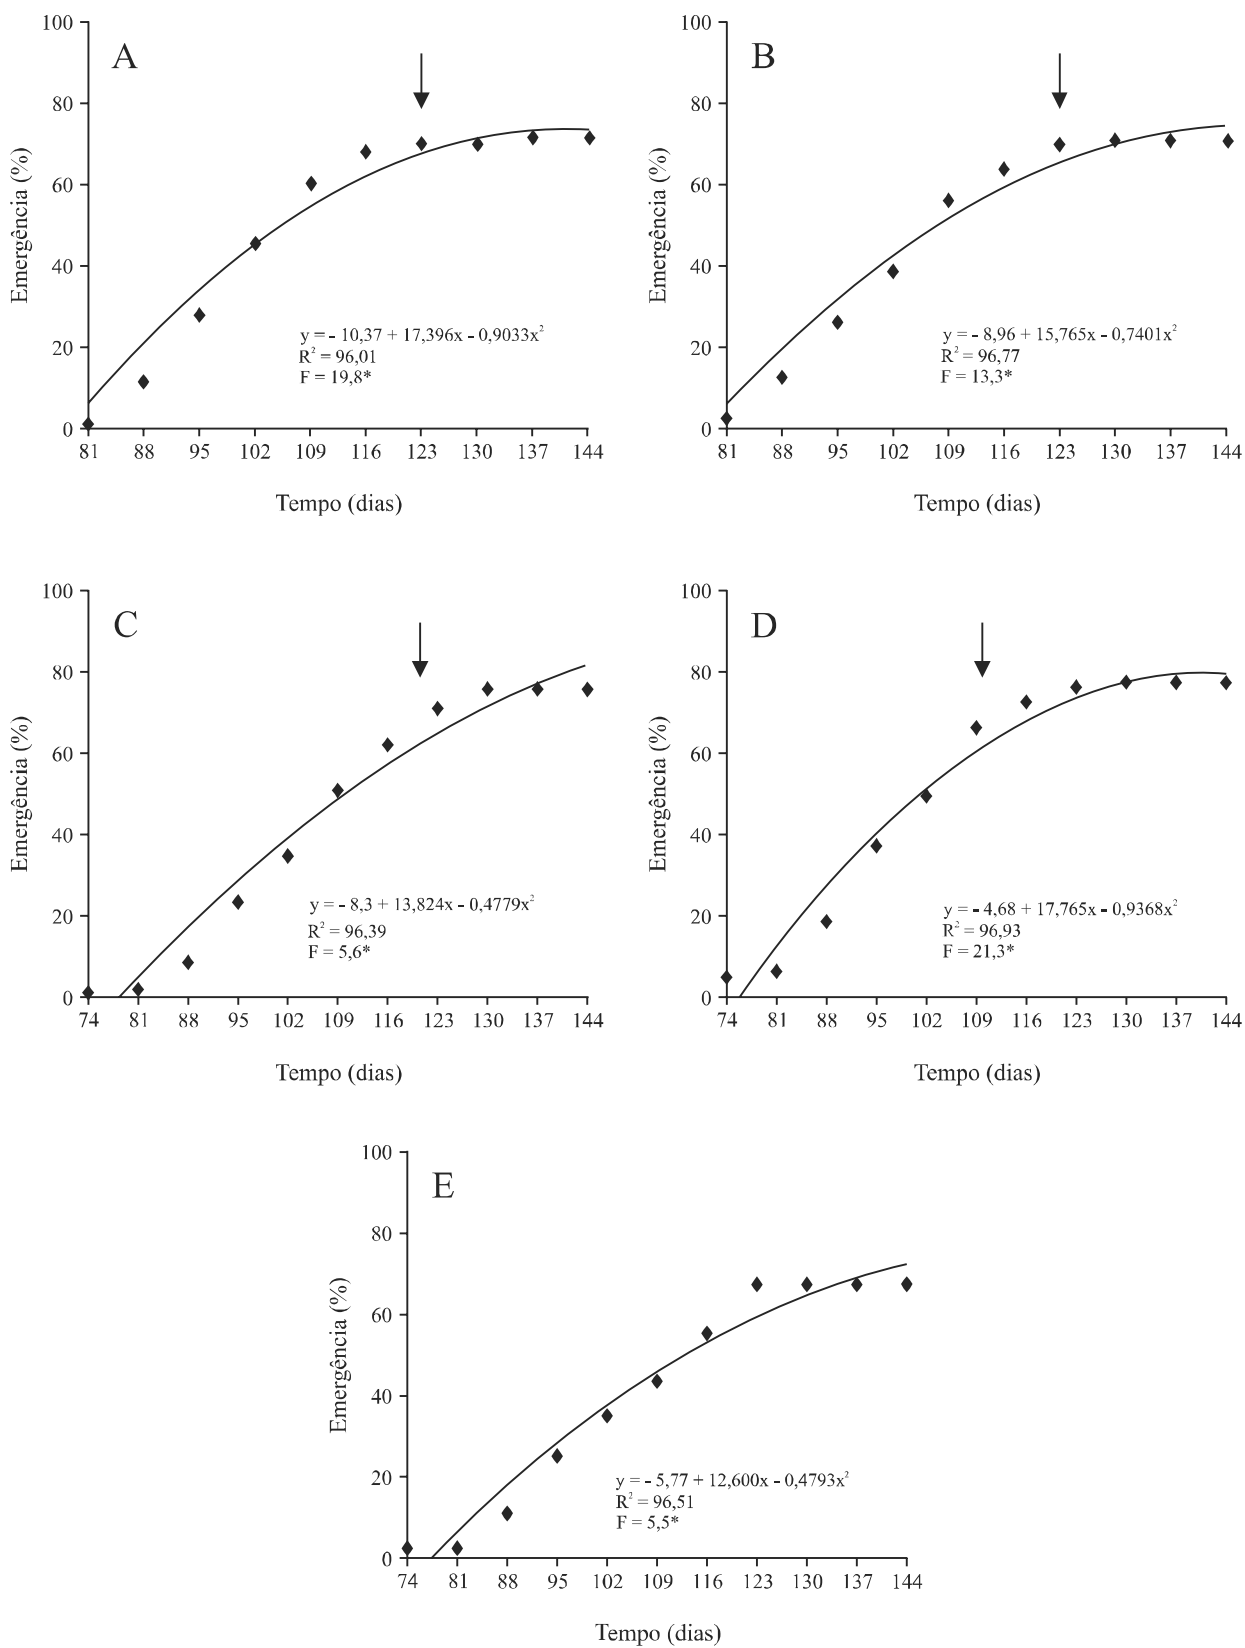 A
Emergência (%)
100
80
60
40
20
0
y = - 10,37 + 17,396x - 0,9033x²
R² = 96,01
F = 19,8*
81 88 95 102 109 116 123 130 137 144
Tempo (dias)
B
Emergência (%)
100
80
60
40
20
0
y = - 8,96 + 15,765x - 0,7401x²
R² = 96,77
F = 13,3*
81 88 95 102 109 116 123 130 137 144
Tempo (dias)
C
Emergência (%)
100
80
60
40
20
0
y = - 8,3 + 13,824x - 0,4779x²
R² = 96,39
F = 5,6*
74 81 88 95 102 109 116 123 130 137 144
Tempo (dias)
D
Emergência (%)
100
80
60
40
20
0
y = - 4,68 + 17,765x - 0,9368x²
R² = 96,93
F = 21,3*
74 81 88 95 102 109 116 123 130 137 144
Tempo (dias)
E
Emergência (%)
100
80
60
40
20
0
y = - 5,77 + 12,600x - 0,4793x²
R² = 96,51
F = 5,5*
74 81 88 95 102 109 116 123 130 137 144
Tempo (dias)